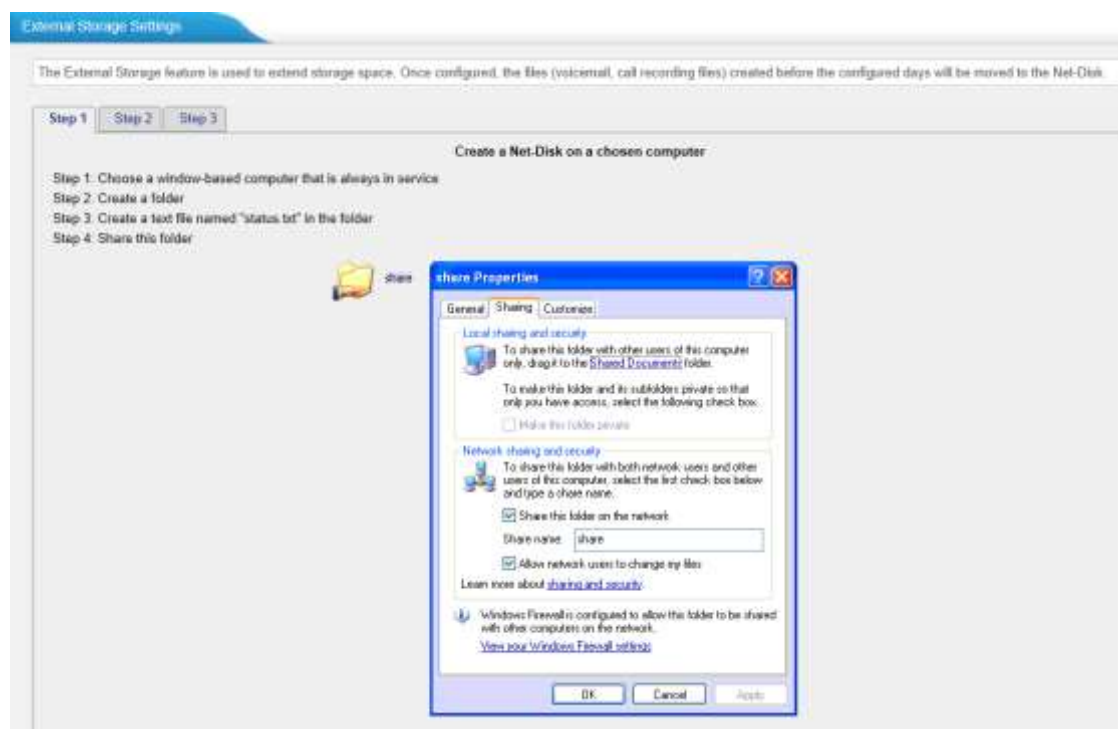 External Storage Settings
The External Storage feature is used to extend storage space. Once configured, the files (voicemail, call recording files) created before the configured days will be moved to the Net-Disk.
Step 1 Step 2 Step 3
Create a Net-Disk on a chosen computer
Step 1. Choose a window-based computer that is always in service
Step 2. Create a folder
Step 3. Create a text file named "status.txt" in the folder
Step 4. Share this folder
share
share Properties
General Sharing Customize
Local sharing and security
To share this folder with other users of this computer
only, drag it to the Shared Documents folder.
To make this folder and its subfolders private so that
only you have access, select the following check box.
Make this folder private
Network sharing and security
To share this folder with both network users and other
users of this computer, select the first check box below
and type a share name.
Share this folder on the network
Share name: share
Allow network users to change my files
Learn more about sharing and security.
Windows Firewall is configured to allow this folder to be shared
with other computers on the network.
View your Windows Firewall settings
OK Cancel Apply